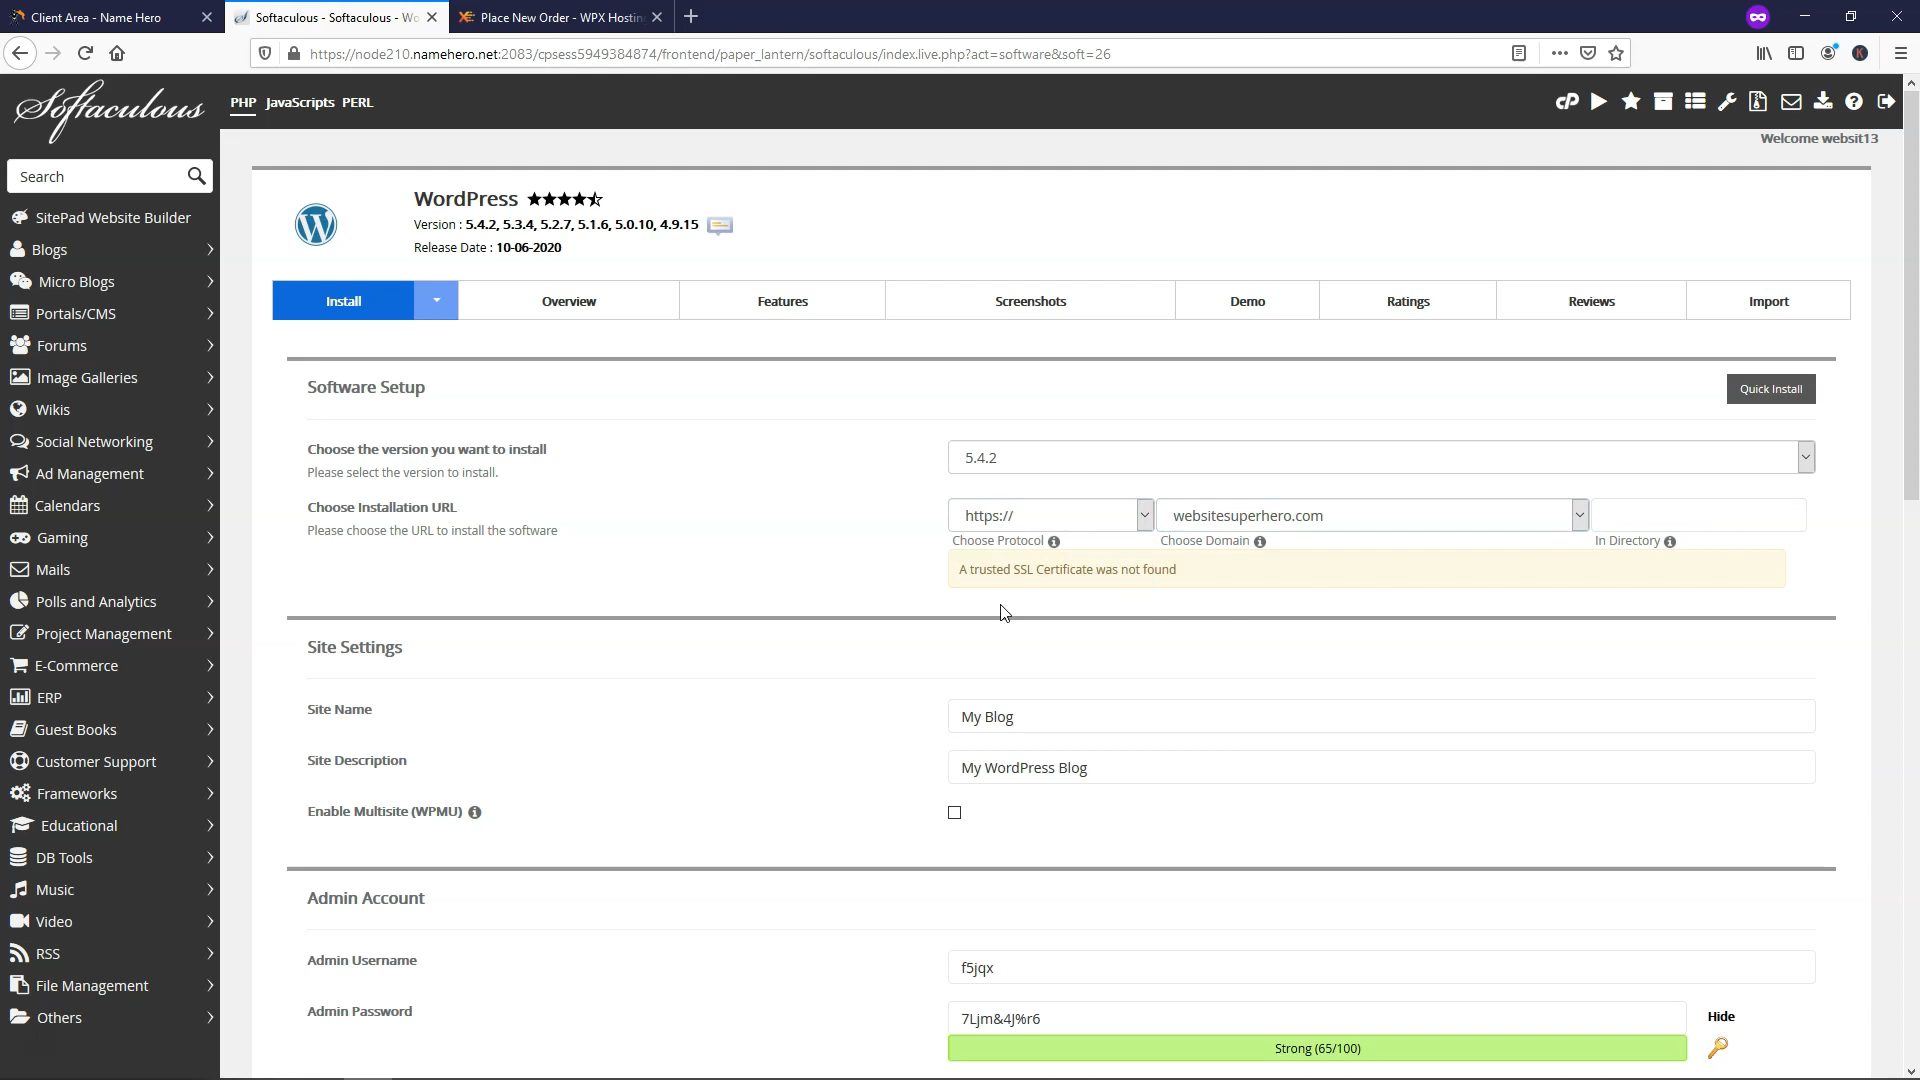 Client Area - Name Hero
Softaculous - Softaculous - Wo
Place New Order - WPX Hostin
https://node210.namehero.net:2083/cpsess5949384874/frontend/paper_lantern/softaculous/index.live.php?act=software&soft=26
Softaculous
PHP JavaScripts PERL
Welcome websit13
Search
SitePad Website Builder
Blogs
Micro Blogs
Portals/CMS
Forums
Image Galleries
Wikis
Social Networking
Ad Management
Calendars
Gaming
Mails
Polls and Analytics
Project Management
E-Commerce
ERP
Guest Books
Customer Support
Frameworks
Educational
DB Tools
Music
Video
RSS
File Management
Others
WordPress
Version : 5.4.2, 5.3.4, 5.2.7, 5.1.6, 5.0.10, 4.9.15
Release Date : 10-06-2020
Install Overview Features Screenshots Demo Ratings Reviews Import
Software Setup
Quick Install
Choose the version you want to install
Please select the version to install.
5.4.2
Choose Installation URL
Please choose the URL to install the software
https:// websitesuperhero.com
Choose Protocol Choose Domain In Directory
A trusted SSL Certificate was not found
Site Settings
Site Name
My Blog
Site Description
My WordPress Blog
Enable Multisite (WPMU)
Admin Account
Admin Username
f5jqx
Admin Password
7Ljm&4J%r6
Hide
Strong (65/100)